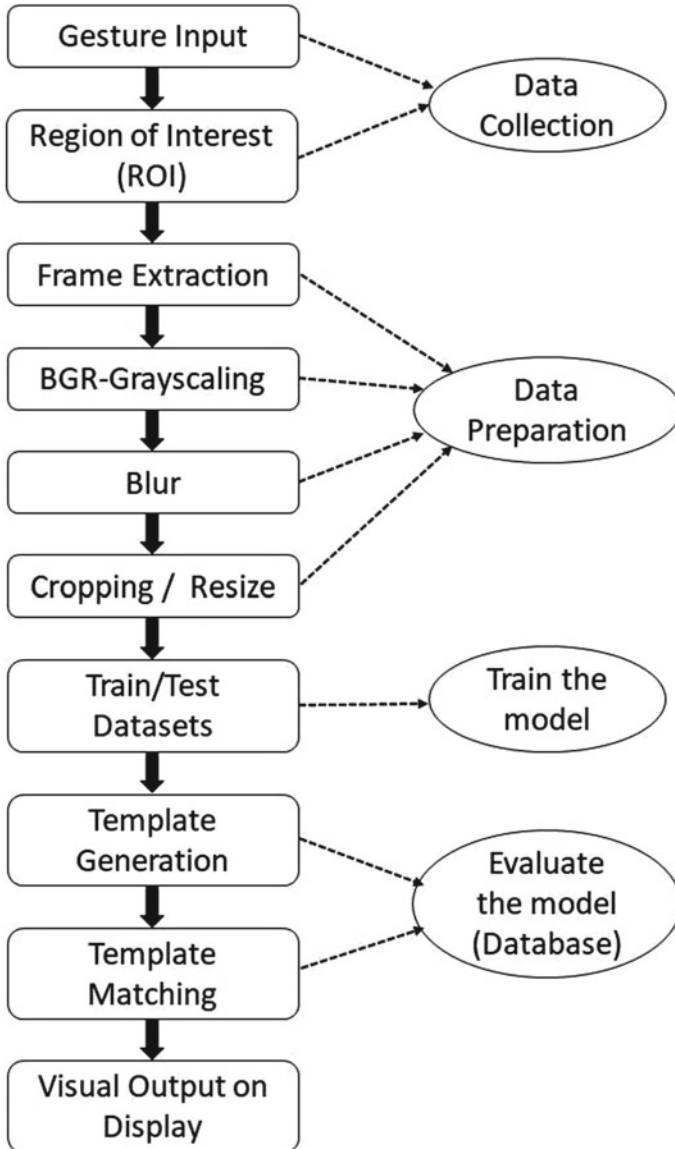 Gesture Input
Data
Collection
Region of Interest
(ROI)
Frame Extraction
BGR-Grayscaling
Data
Preparation
Blur
Cropping / Resize
Train/Test
Datasets
Train the
model
Template
Generation
Evaluate
the model
(Database)
Template
Matching
Visual Output on
Display